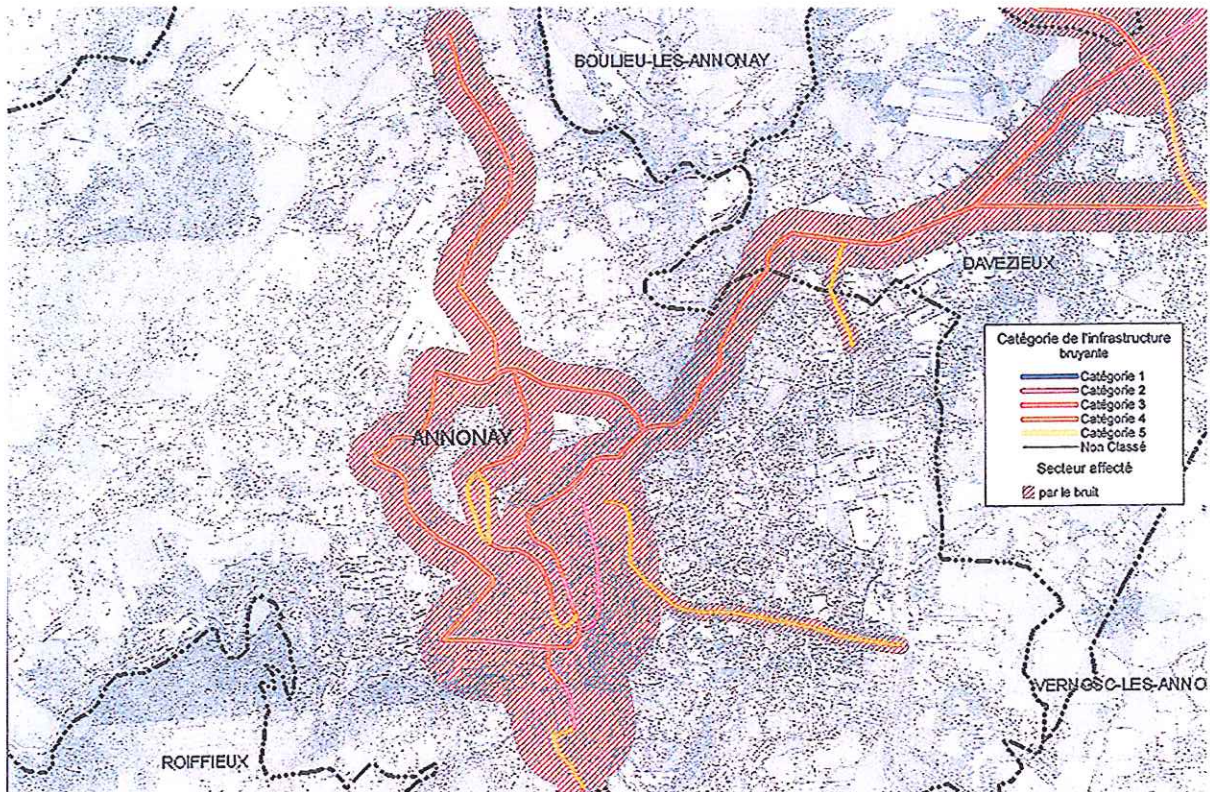 BOULIEU-LES-ANNONAY
DAVEZIEUX
Catégorie de l'infrastructure
bruyante
Catégorie 1
Catégorie 2
Catégorie 3
Catégorie 4
Catégorie 5
Non Classé
Secteur affecté
par le bruit
ANNONAY
VERNOSC-LES-ANNO
ROIFFIEUX